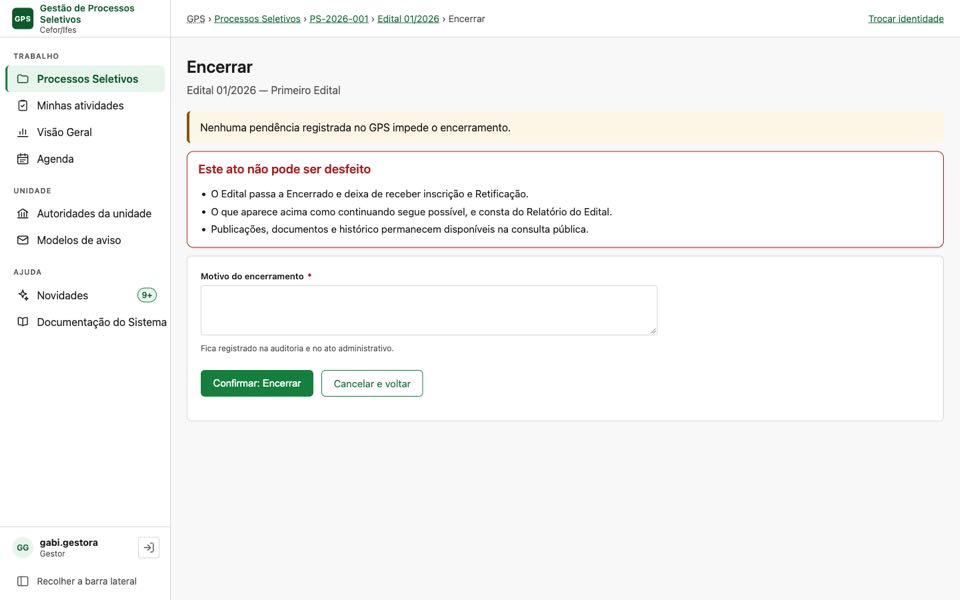 GPS
Gestão de Processos
Seletivos
Cefor/Ifes
GPS › Processos Seletivos › PS-2026-001 › Edital 01/2026 › Encerrar
Trocar identidade
TRABALHO
Processos Seletivos
Minhas atividades
Visão Geral
Agenda
UNIDADE
Autoridades da unidade
Modelos de aviso
AJUDA
Novidades 9+
Documentação do Sistema
Encerrar
Edital 01/2026 — Primeiro Edital
Nenhuma pendência registrada no GPS impede o encerramento.
Este ato não pode ser desfeito
• O Edital passa a Encerrado e deixa de receber inscrição e Retificação.
• O que aparece acima como continuando segue possível, e consta do Relatório do Edital.
• Publicações, documentos e histórico permanecem disponíveis na consulta pública.
Motivo do encerramento *
Fica registrado na auditoria e no ato administrativo.
Confirmar: Encerrar
Cancelar e voltar
GG
gabi.gestora
Gestor
Recolher a barra lateral